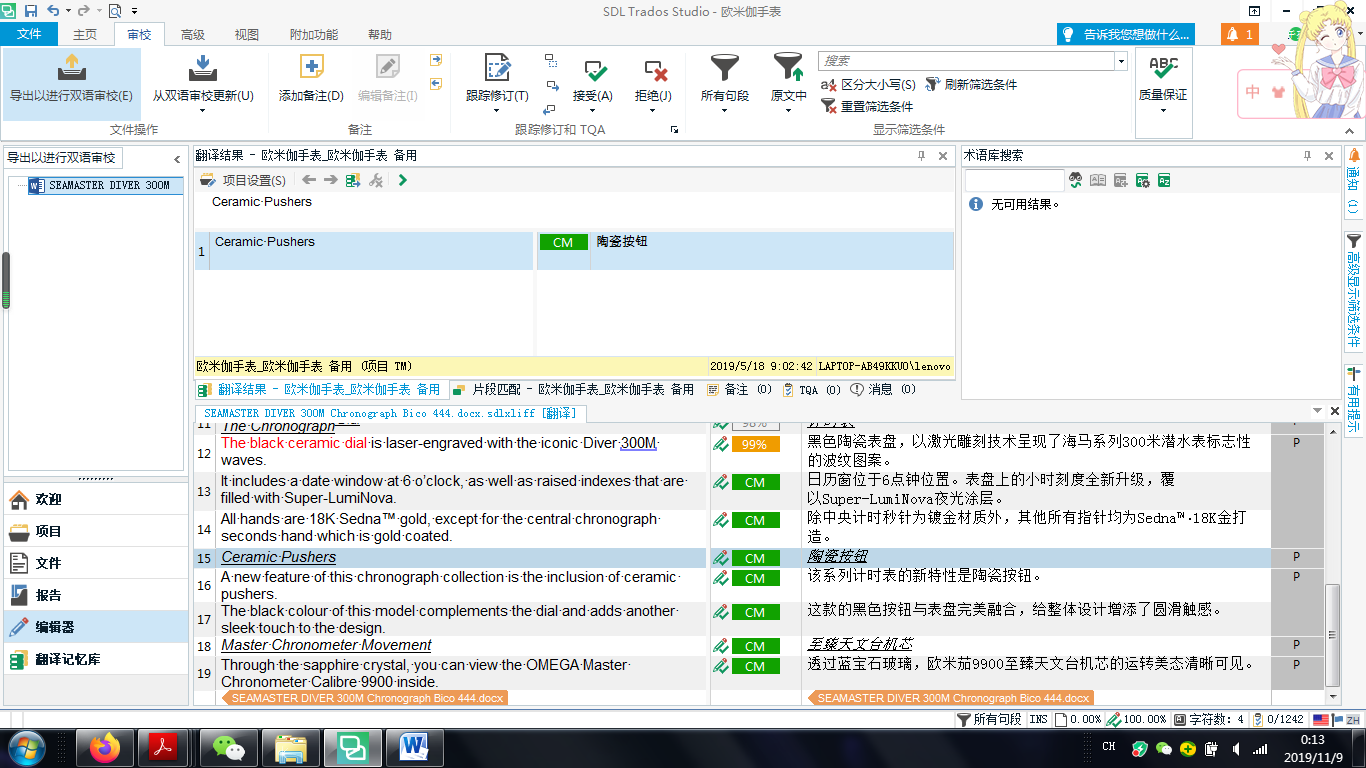 SDL Trados Studio - 欧米伽手表
文件 主页 审校 高级 视图 附加功能 帮助 告诉我您想做什么... 1
导出以进行双语审校(E) 从双语审校更新(U) 添加备注(D) 编辑备注(I) 跟踪修订(T) 接受(A) 拒绝(J) 所有句段 原文中 搜索 质量保证
ABC
aA 区分大小写(S) 刷新筛选条件
重置筛选条件
中
文件操作 备注 跟踪修订和 TQA 显示筛选条件
导出以进行双语审校
翻译结果 - 欧米伽手表_欧米伽手表 备用
术语库搜索
SEAMASTER DIVER 300M
项目设置(S)
Ceramic·Pushers
无可用结果。
1 Ceramic·Pushers CM 陶瓷按钮
通知 (1)
高级显示筛选条件
有用提示
欧米伽手表_欧米伽手表 备用 (项目 TM) 2019/5/18 9:02:42 LAPTOP-AB49KKUO\lenovo
翻译结果 - 欧米伽手表_欧米伽手表 备用 片段匹配 - 欧米伽手表_欧米伽手表 备用 备注 (0) TQA (0) 消息 (0)
SEAMASTER DIVER 300M Chronograph Bico 444.docx.sdlxliff [翻译]
11 The·Chronograph 98% 计时表
12 The·black·ceramic·dial·is·laser-engraved·with·the·iconic·Diver·300M·
waves. 99% 黑色陶瓷表盘，以激光雕刻技术呈现了海马系列300米潜水表标志性
的波纹图案。 P
13 It·includes·a·date·window·at·6·o’clock,·as·well·as·raised·indexes·that·are·
filled·with·Super-LumiNova. CM 日历窗位于6点钟位置。表盘上的小时刻度全新升级，覆
以Super-LumiNova夜光涂层。
14 All·hands·are·18K·Sedna™·gold,·except·for·the·central·chronograph·
seconds·hand·which·is·gold·coated. CM 除中央计时秒针为镀金材质外，其他所有指针均为Sedna™·18K金打
造。
15 Ceramic·Pushers CM 陶瓷按钮 P
16 A·new·feature·of·this·chronograph·collection·is·the·inclusion·of·ceramic·
pushers. CM 该系列计时表的新特性是陶瓷按钮。 P
17 The·black·colour·of·this·model·complements·the·dial·and·adds·another·
sleek·touch·to·the·design. CM 这款的黑色按钮与表盘完美融合，给整体设计增添了圆滑触感。
18 Master·Chronometer·Movement CM 至臻天文台机芯 P
19 Through·the·sapphire·crystal,·you·can·view·the·OMEGA·Master·
Chronometer·Calibre·9900·inside. CM 透过蓝宝石玻璃，欧米茄9900至臻天文台机芯的运转美态清晰可见。 P
SEAMASTER DIVER 300M Chronograph Bico 444.docx SEAMASTER DIVER 300M Chronograph Bico 444.docx
欢迎
项目
文件
报告
编辑器
翻译记忆库
所有句段 INS 0.00% 100.00% 字符数: 4 0/1242 ZH
CH 0:13
2019/11/9